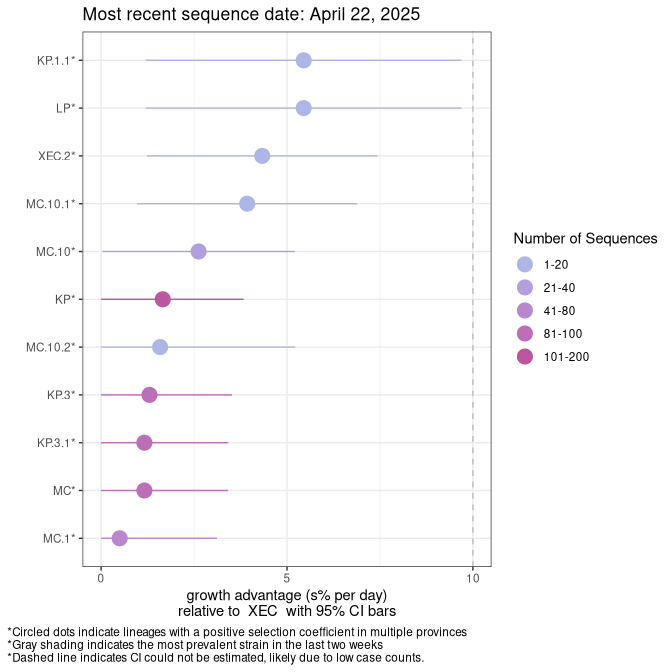 Most recent sequence date: April 22, 2025
KP.1.1*
LP*
XEC.2*
MC.10.1*
MC.10*
KP*
MC.10.2*
KP.3*
KP.3.1*
MC*
MC.1*
0
5
10
growth advantage (s% per day)
relative to  XEC  with 95% CI bars
Number of Sequences
1-20
21-40
41-80
81-100
101-200
*Circled dots indicate lineages with a positive selection coefficient in multiple provinces
*Gray shading indicates the most prevalent strain in the last two weeks
*Dashed line indicates CI could not be estimated, likely due to low case counts.